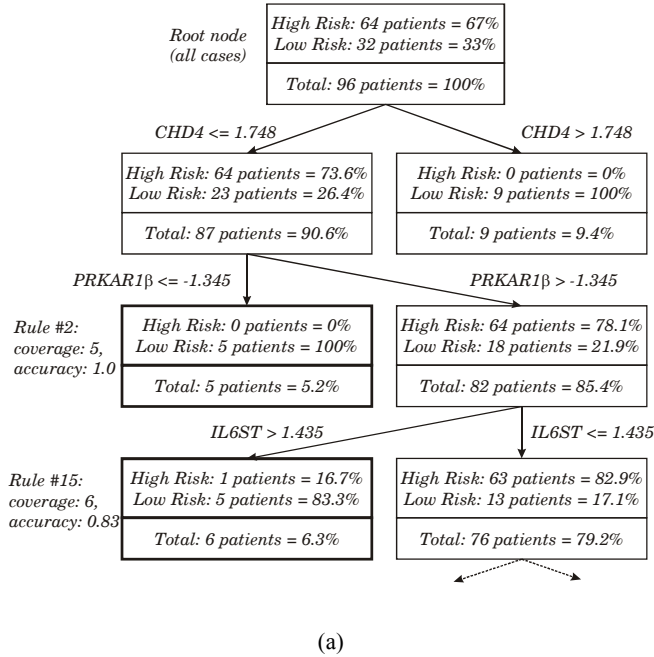 Root node
(all cases)
High Risk: 64 patients = 67%
Low Risk: 32 patients = 33%
Total: 96 patients = 100%
CHD4 <= 1.748
CHD4 > 1.748
High Risk: 64 patients = 73.6%
Low Risk: 23 patients = 26.4%
Total: 87 patients = 90.6%
High Risk: 0 patients = 0%
Low Risk: 9 patients = 100%
Total: 9 patients = 9.4%
PRKAR1β <= -1.345
PRKAR1β > -1.345
Rule #2:
coverage: 5,
accuracy: 1.0
High Risk: 0 patients = 0%
Low Risk: 5 patients = 100%
Total: 5 patients = 5.2%
High Risk: 64 patients = 78.1%
Low Risk: 18 patients = 21.9%
Total: 82 patients = 85.4%
IL6ST > 1.435
IL6ST <= 1.435
Rule #15:
coverage: 6,
accuracy: 0.83
High Risk: 1 patients = 16.7%
Low Risk: 5 patients = 83.3%
Total: 6 patients = 6.3%
High Risk: 63 patients = 82.9%
Low Risk: 13 patients = 17.1%
Total: 76 patients = 79.2%
(a)